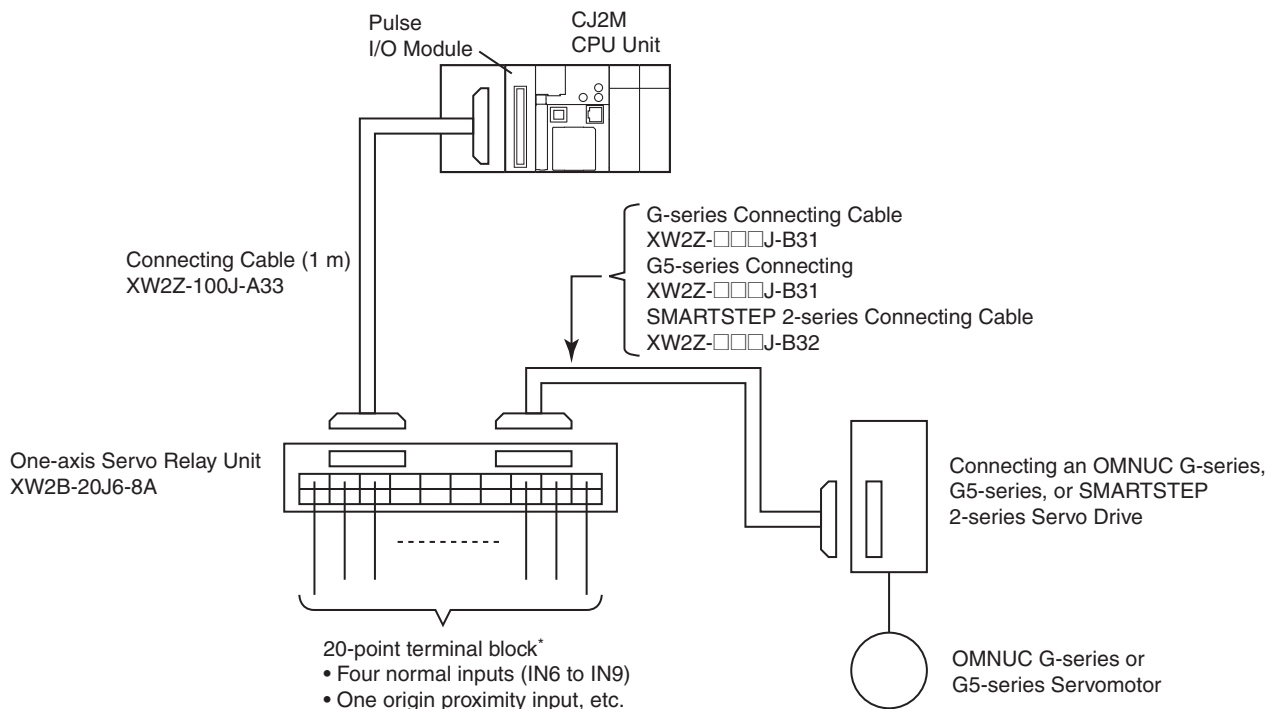 Pulse
I/O Module
CJ2M
CPU Unit
G-series Connecting Cable
XW2Z-□□□J-B31
G5-series Connecting
XW2Z-□□□J-B31
SMARTSTEP 2-series Connecting Cable
XW2Z-□□□J-B32
Connecting Cable (1 m)
XW2Z-100J-A33
One-axis Servo Relay Unit
XW2B-20J6-8A
Connecting an OMNUC G-series,
G5-series, or SMARTSTEP
2-series Servo Drive
20-point terminal block*
• Four normal inputs (IN6 to IN9)
• One origin proximity input, etc.
OMNUC G-series or
G5-series Servomotor